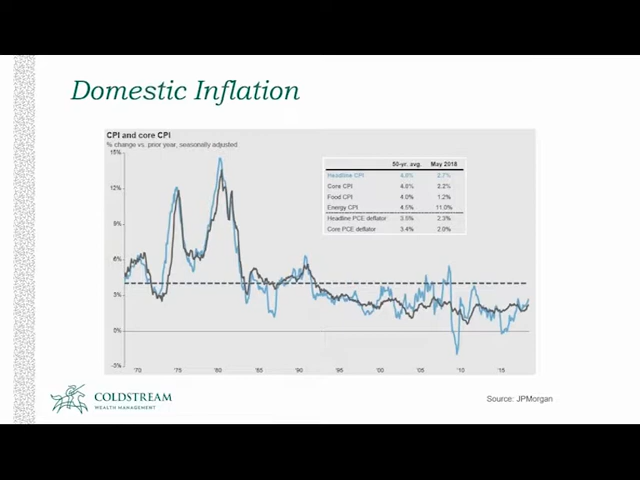 Domestic Inflation
CPI and core CPI
% change vs. prior year, seasonally adjusted
50-yr. avg. May 2018
Headline CPI 4.0% 2.7%
Core CPI 4.0% 2.2%
Food CPI 4.0% 1.2%
Energy CPI 4.5% 11.0%
Headline PCE deflator 3.5% 2.3%
Core PCE deflator 3.4% 2.0%
15%
12%
9%
6%
3%
0%
-3%
'70 '75 '80 '85 '90 '95 '00 '05 '10 '15
COLDSTREAM
WEALTH MANAGEMENT
Source: JPMorgan